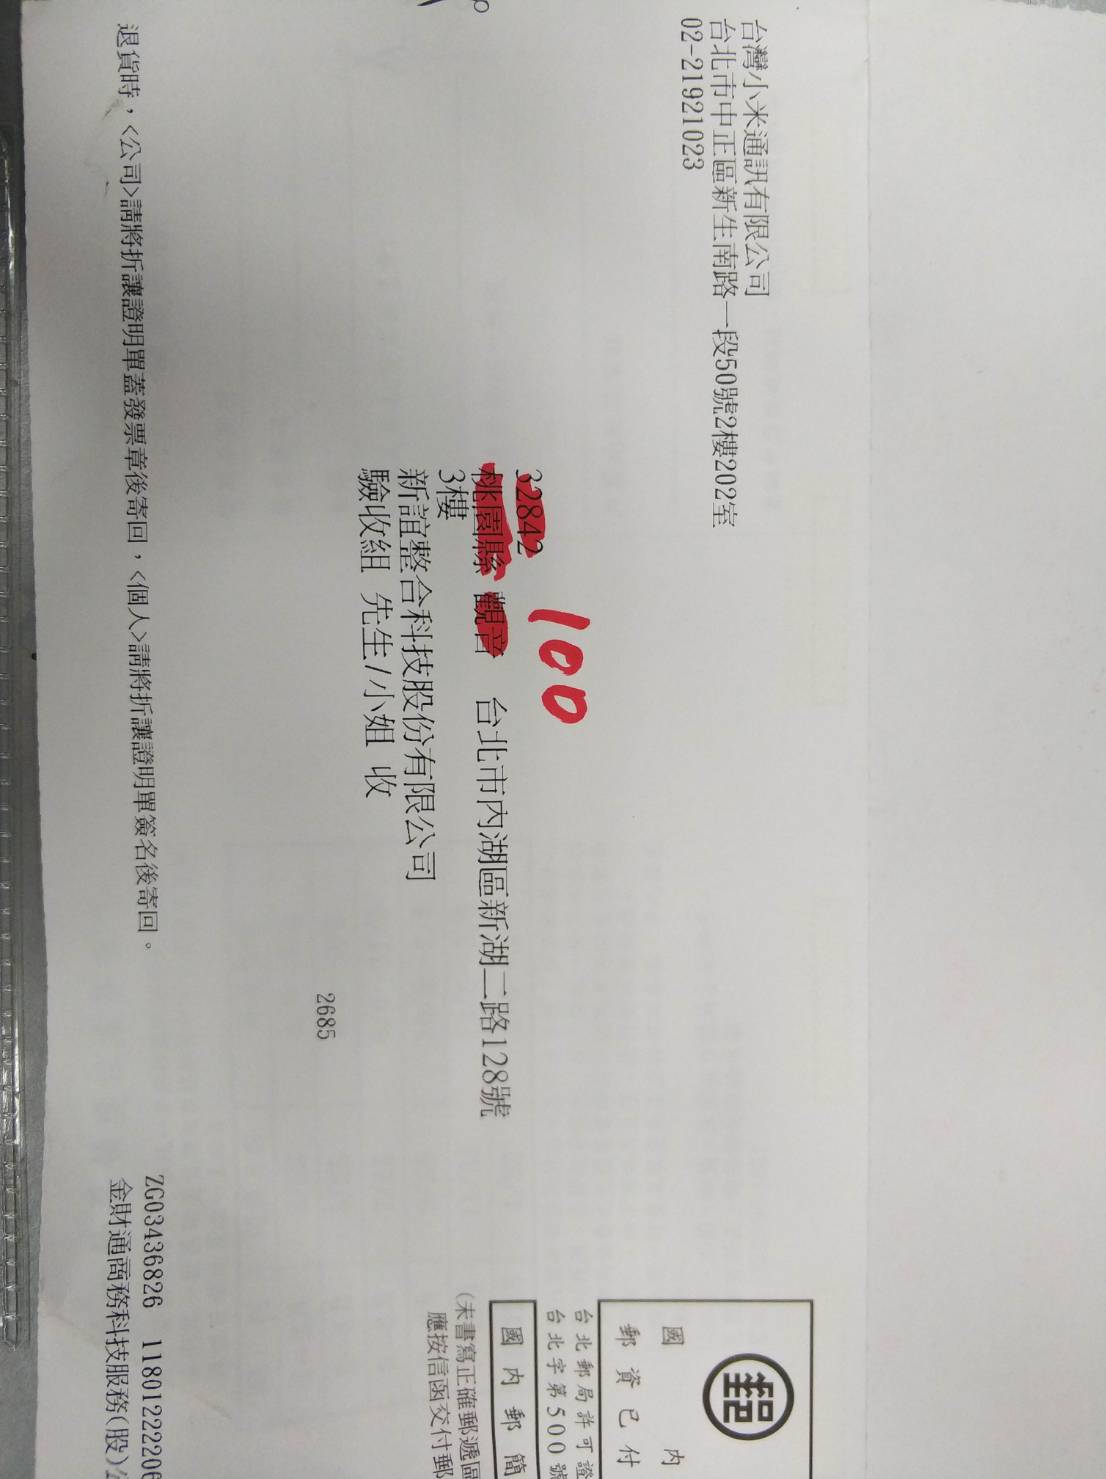 台灣小米通訊有限公司
台北市中正區新生南路一段50號2樓202室
02-21921023
郵
國 內
郵資已付
台北郵局許可證
台北字第500號
國內郵簡
(未書寫正確郵遞區
應按信函交付郵
100
32842
桃園縣 觀音 台北市內湖區新湖二路128號
3樓
新誼整合科技股份有限公司
驗收組 先生/小姐 收
2685
退貨時，<公司>請將折讓證明單蓋發票章後寄回，<個人>請將折讓證明單簽名後寄回。
ZG03436826 11801222206
金財通商務科技服務(股)公